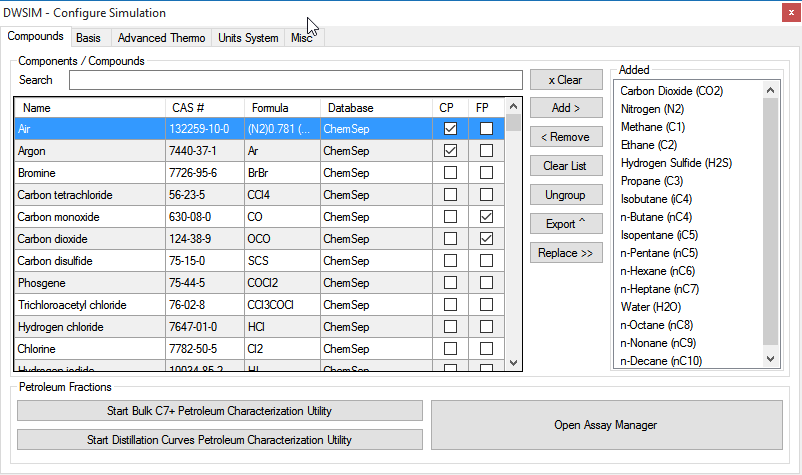 DWSIM - Configure Simulation
x
Compounds Basis Advanced Thermo Units System Misc
Components / Compounds
Search
x Clear
Add >
< Remove
Clear List
Ungroup
Export ^
Replace >>
Name CAS # Formula Database CP FP
Air 132259-10-0 (N2)0.781 (... ChemSep
Argon 7440-37-1 Ar ChemSep
Bromine 7726-95-6 BrBr ChemSep
Carbon tetrachloride 56-23-5 CCl4 ChemSep
Carbon monoxide 630-08-0 CO ChemSep
Carbon dioxide 124-38-9 OCO ChemSep
Carbon disulfide 75-15-0 SCS ChemSep
Phosgene 75-44-5 COCl2 ChemSep
Trichloroacetyl chloride 76-02-8 CCl3COCl ChemSep
Hydrogen chloride 7647-01-0 HCl ChemSep
Chlorine 7782-50-5 Cl2 ChemSep
Hydrogen iodide 10034-85-2 HI ChemSep
Added
Carbon Dioxide (CO2)
Nitrogen (N2)
Methane (C1)
Ethane (C2)
Hydrogen Sulfide (H2S)
Propane (C3)
Isobutane (iC4)
n-Butane (nC4)
Isopentane (iC5)
n-Pentane (nC5)
n-Hexane (nC6)
n-Heptane (nC7)
Water (H2O)
n-Octane (nC8)
n-Nonane (nC9)
n-Decane (nC10)
Petroleum Fractions
Start Bulk C7+ Petroleum Characterization Utility
Start Distillation Curves Petroleum Characterization Utility
Open Assay Manager